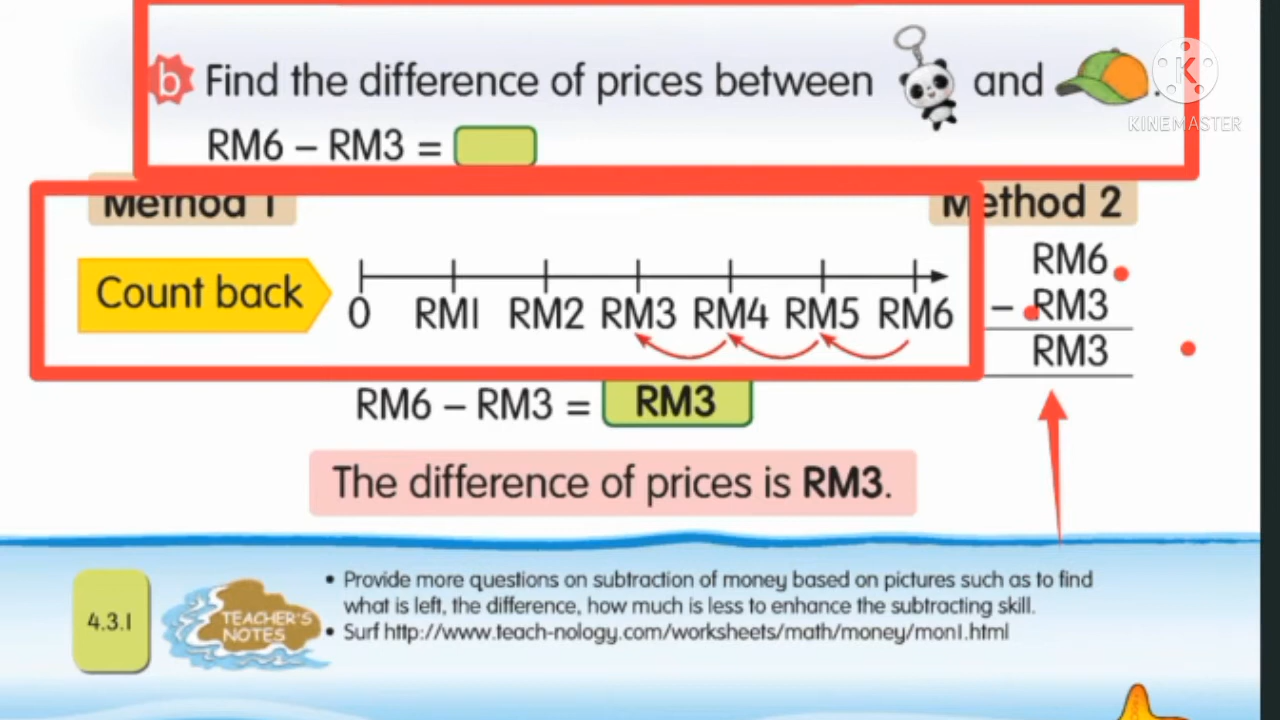 b Find the difference of prices between and .
KINEMASTER
RM6 – RM3 =
Method 1
Method 2
Count back
0 RM1 RM2 RM3 RM4 RM5 RM6
RM6
– RM3
RM3
RM6 – RM3 = RM3
The difference of prices is RM3.
4.3.1
TEACHER'S
NOTES
• Provide more questions on subtraction of money based on pictures such as to find
what is left, the difference, how much is less to enhance the subtracting skill.
• Surf http://www.teach-nology.com/worksheets/math/money/mon1.html